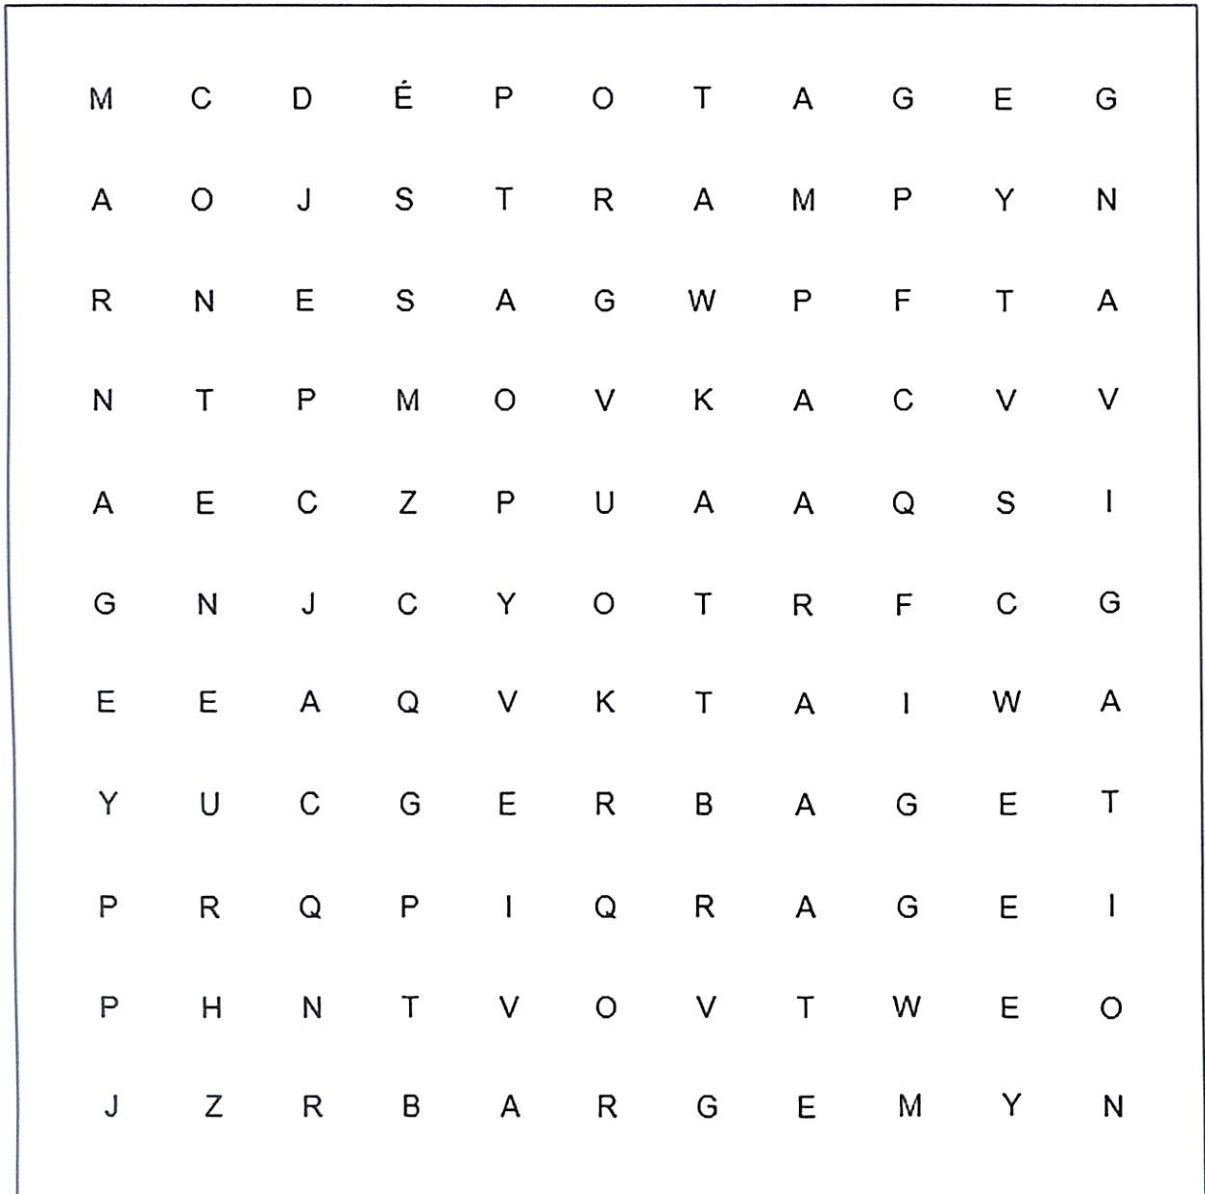 M C D É P O T A G E G
A O J S T R A M P Y N
R N E S A G W P F T A
N T P M O V K A C V V
A E C Z P U A A Q S I
G N J C Y O T R F C G
E E A Q V K T A I W A
Y U C G E R B A G E T
P R Q P I Q R A G E I
P H N T V O V T W E O
J Z R B A R G E M Y N